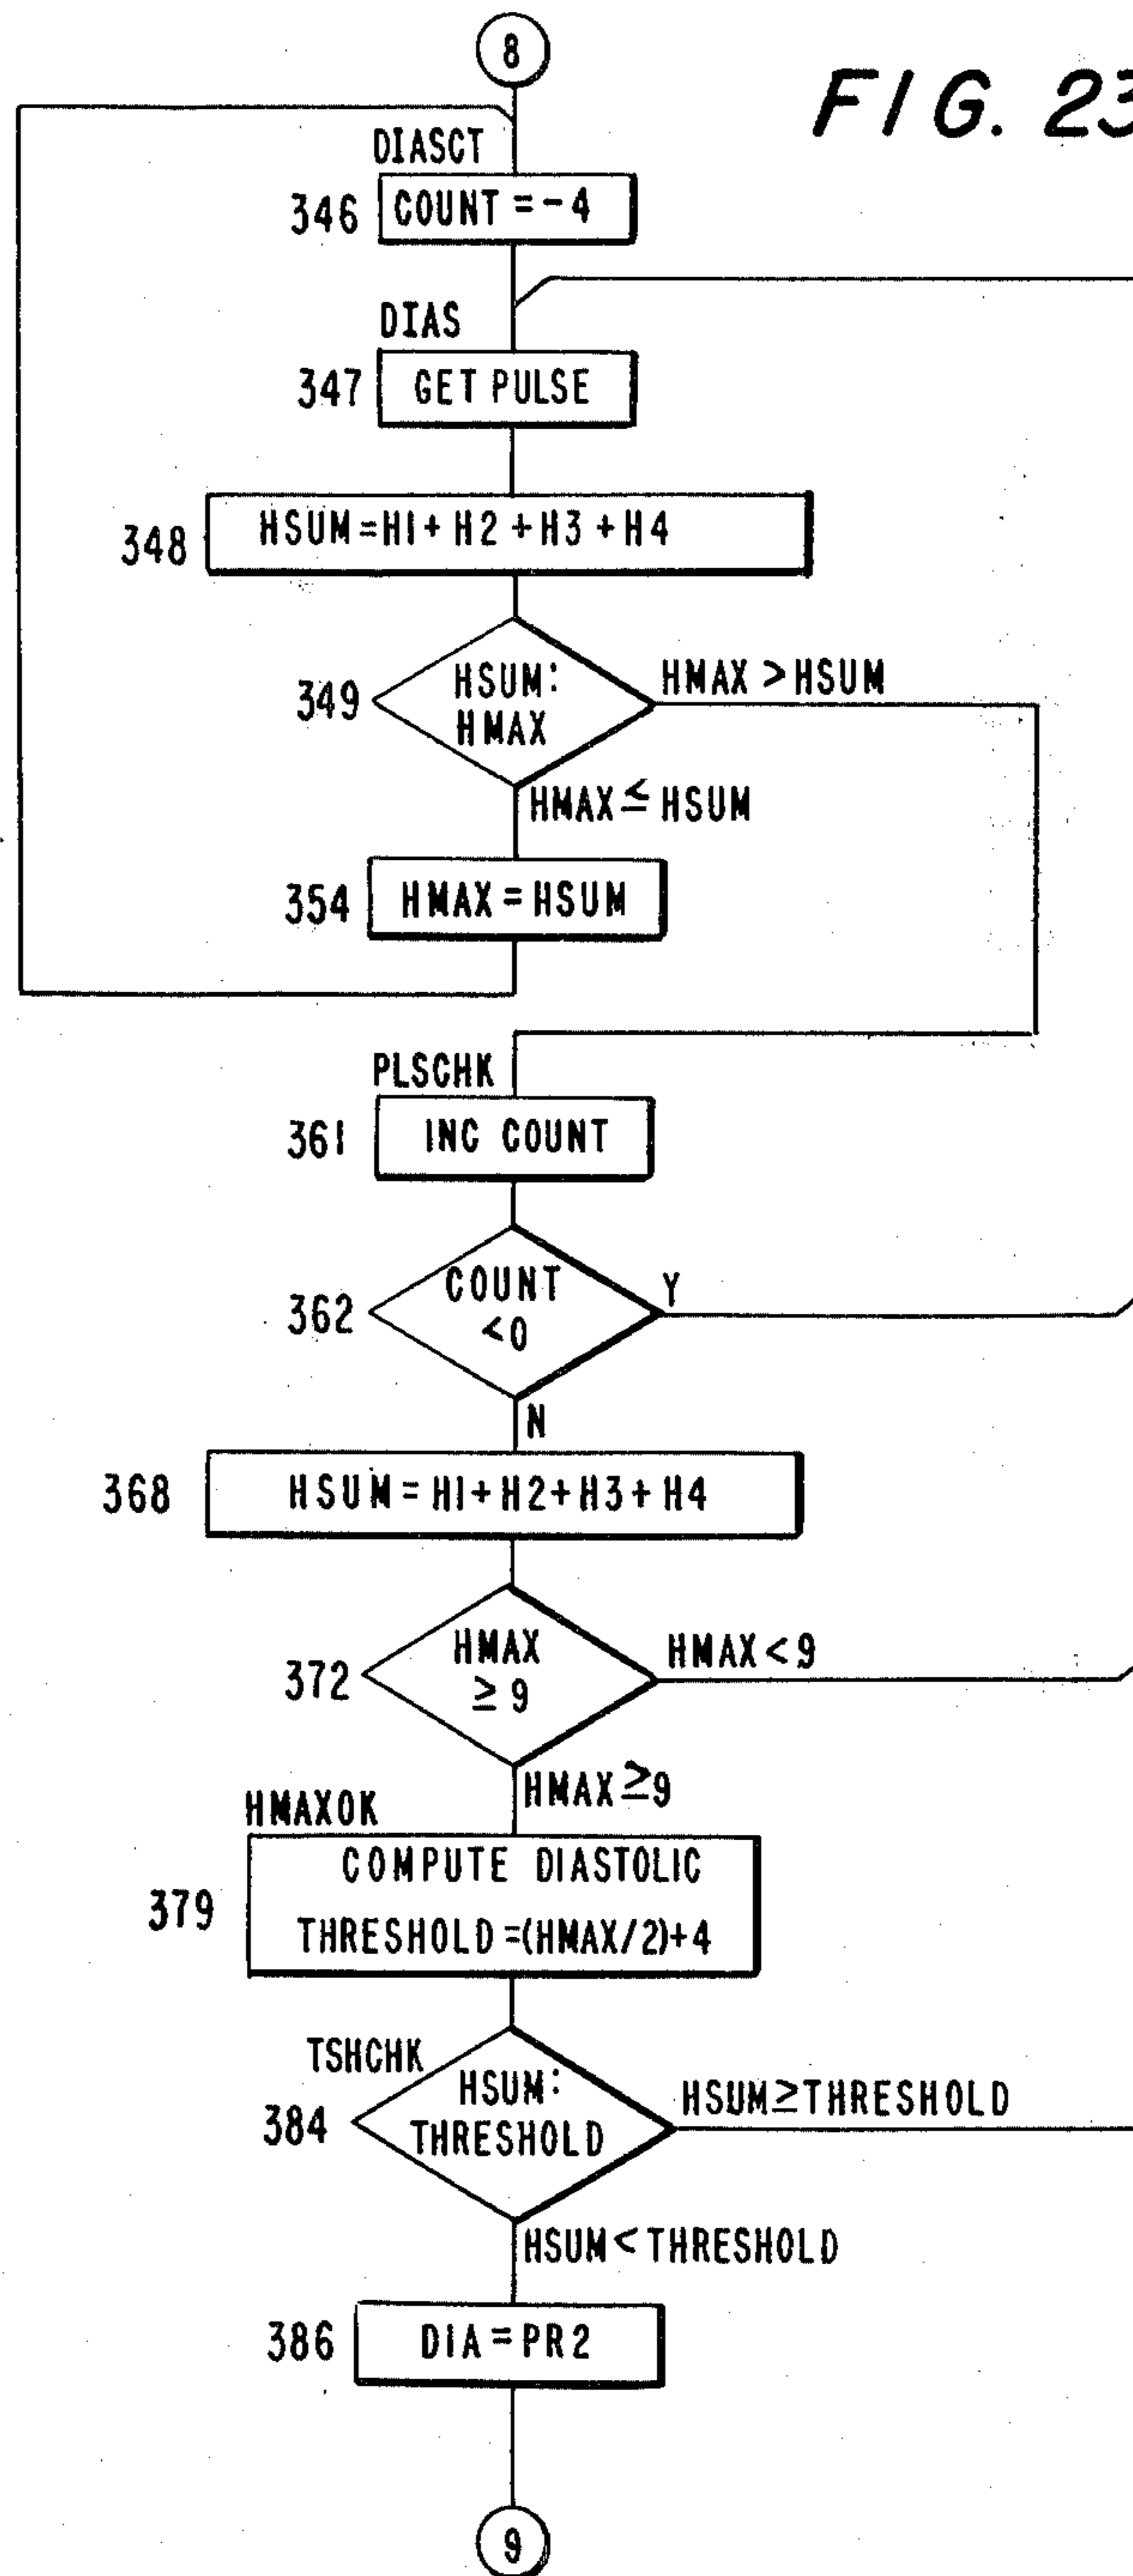 8
FIG. 23
DIASCT
346
COUNT = -4
DIAS
347
GET PULSE
348
HSUM=H1+H2+H3+H4
349
HSUM:
HMAX
HMAX > HSUM
HMAX ≤ HSUM
354
HMAX = HSUM
PLSCHK
361
INC COUNT
362
COUNT
<0
Y
N
368
HSUM=H1+H2+H3+H4
372
HMAX
≥ 9
HMAX < 9
HMAX ≥9
HMAXOK
379
COMPUTE DIASTOLIC
THRESHOLD =(HMAX/2)+4
TSHCHK
384
HSUM:
THRESHOLD
HSUM≥THRESHOLD
HSUM< THRESHOLD
386
DIA = PR2
9